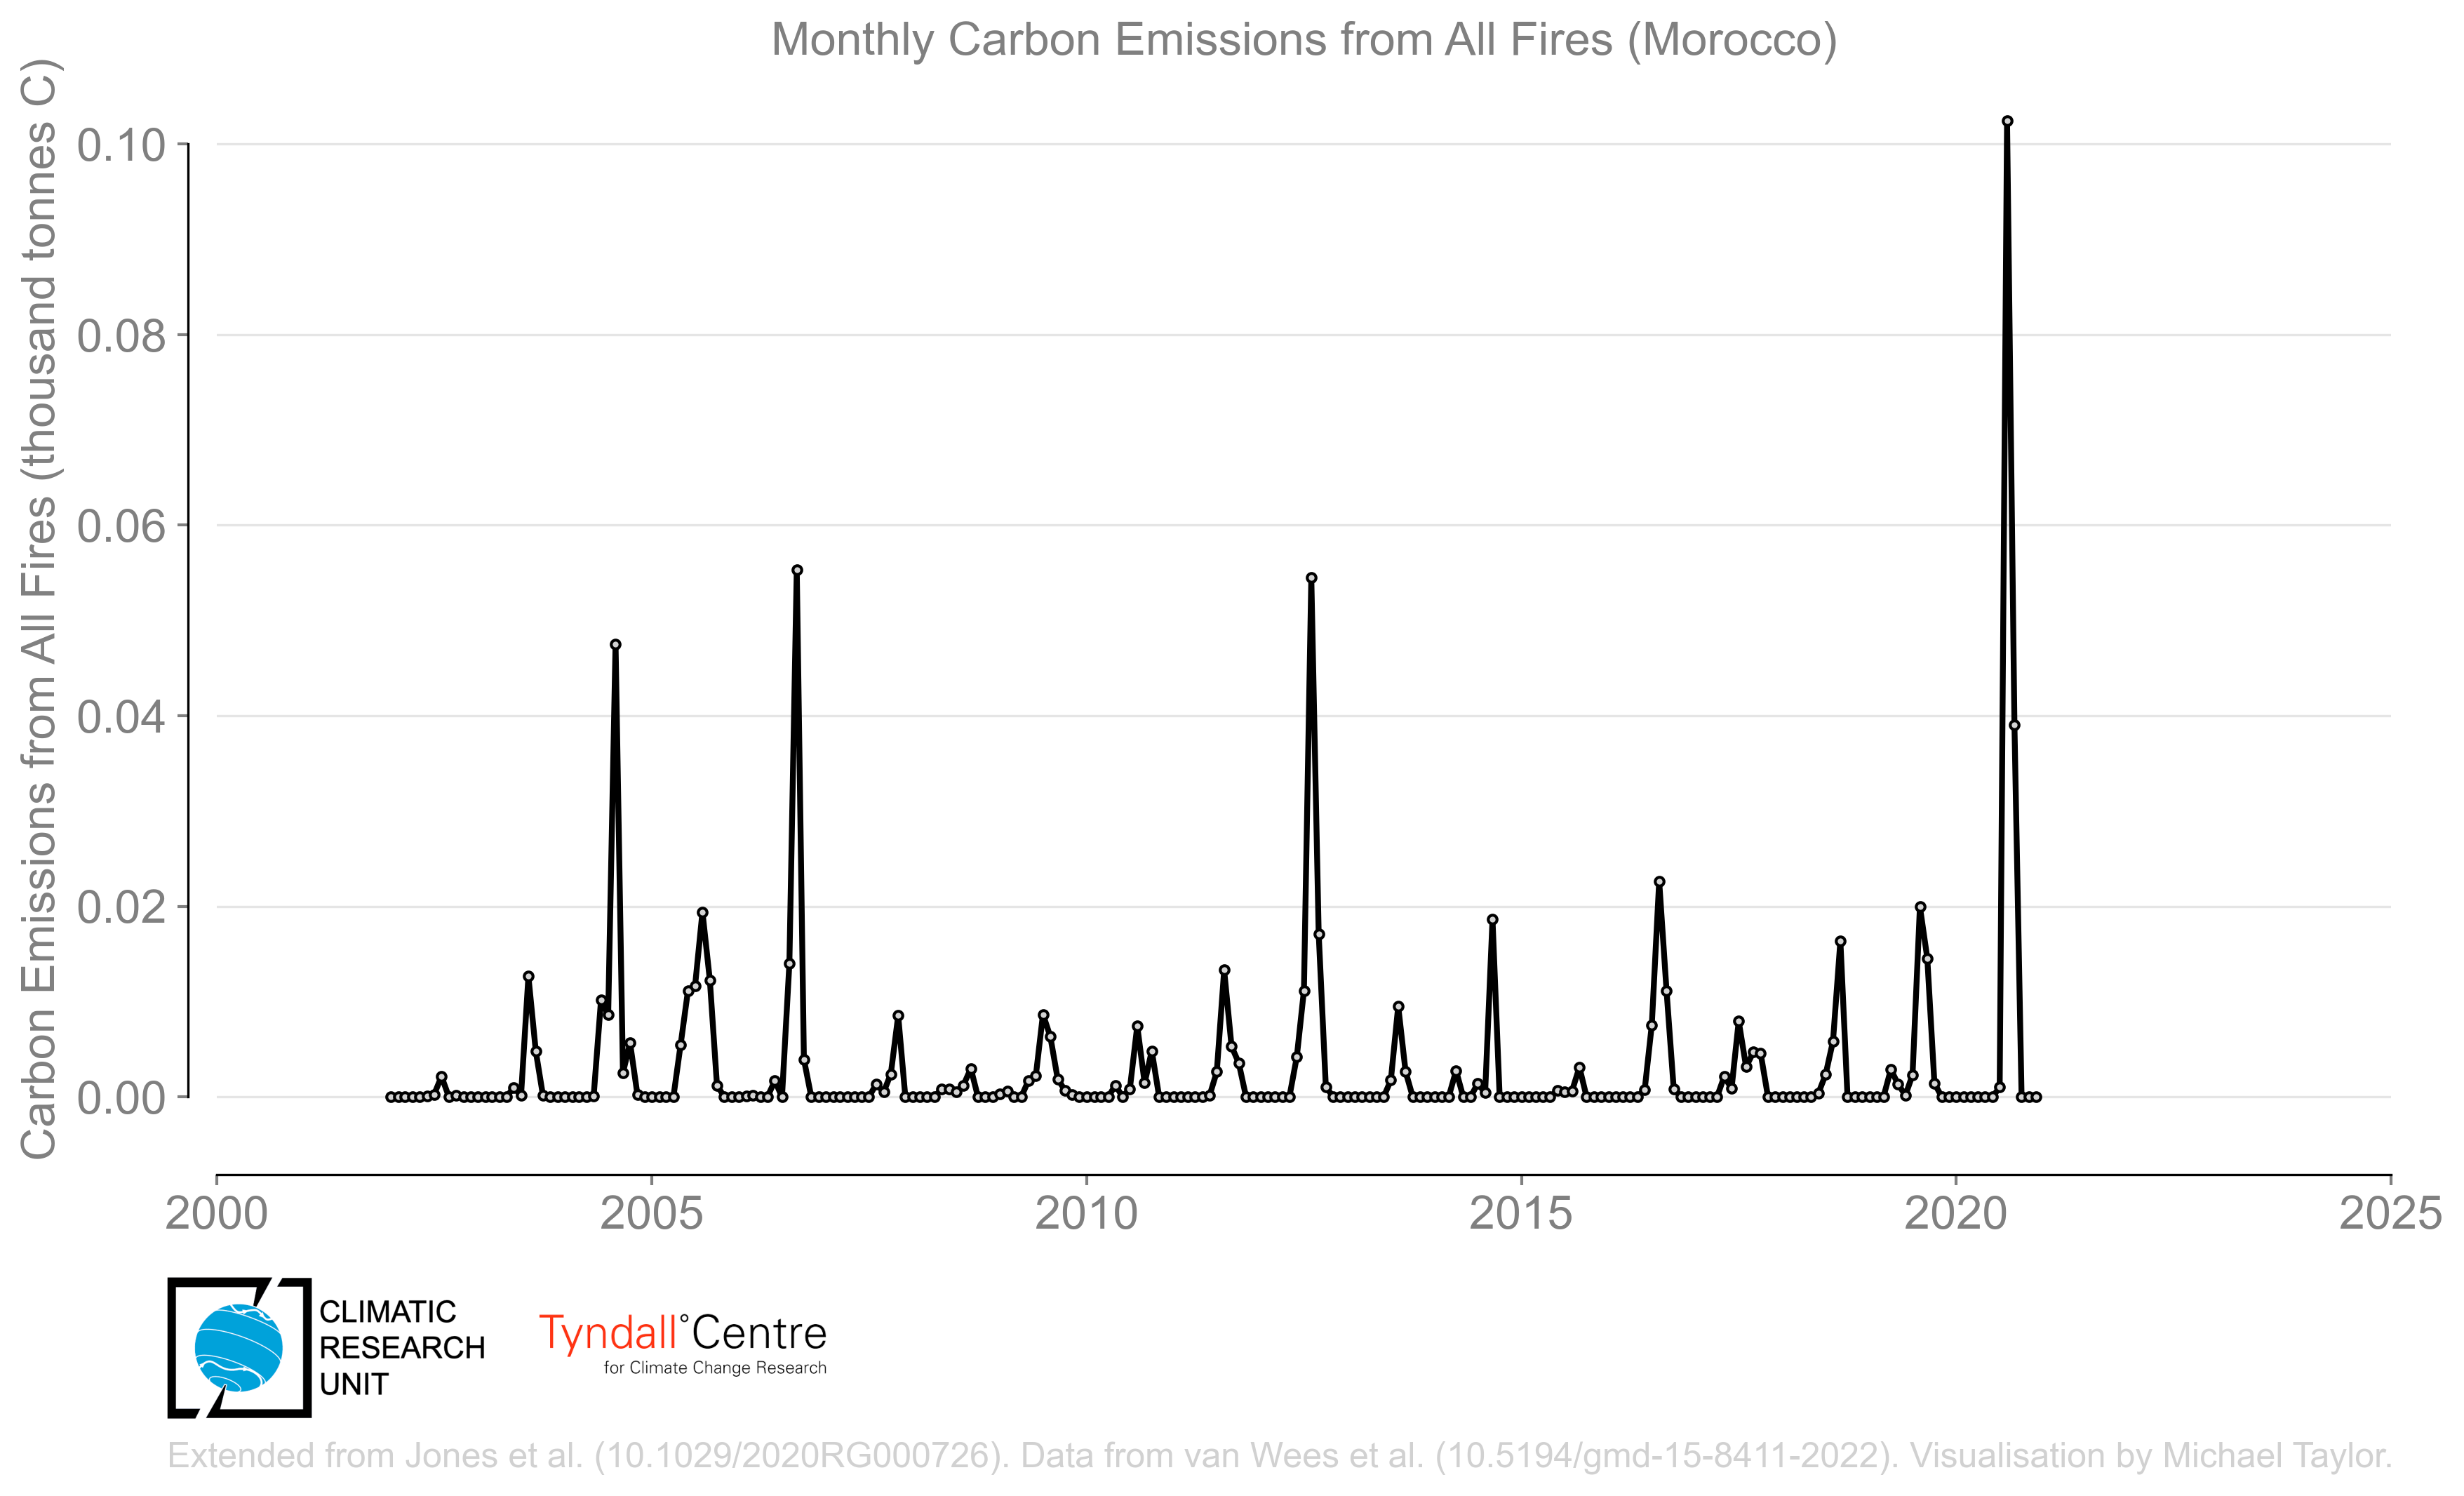 Monthly Carbon Emissions from All Fires (Morocco)
Carbon Emissions from All Fires (thousand tonnes C)
0.10
0.08
0.06
0.04
0.02
0.00
2000 2005 2010 2015 2020 2025
CLIMATIC
RESEARCH
UNIT
Tyndall°Centre
for Climate Change Research
Extended from Jones et al. (10.1029/2020RG000726). Data from van Wees et al. (10.5194/gmd-15-8411-2022). Visualisation by Michael Taylor.